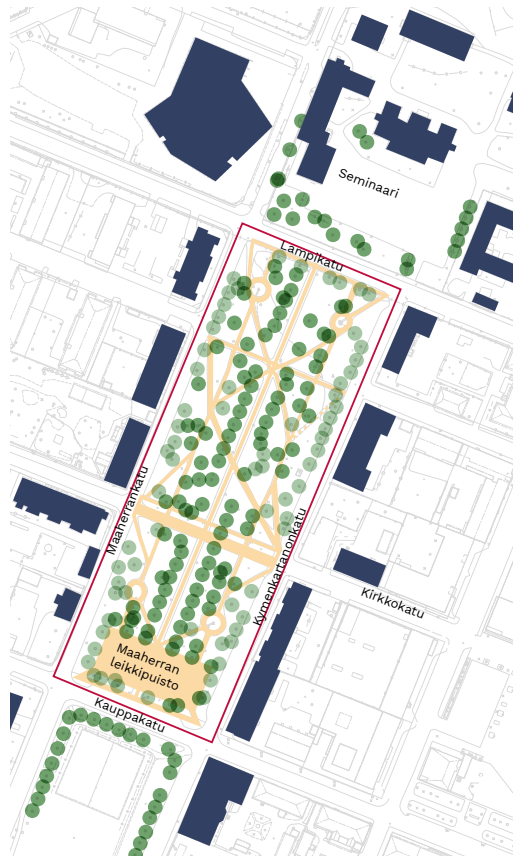 Seminaari
Lampikatu
Maaherrankatu
Kymenkartanonkatu
Kirkkokatu
Maaherran
leikkipuisto
Kauppakatu